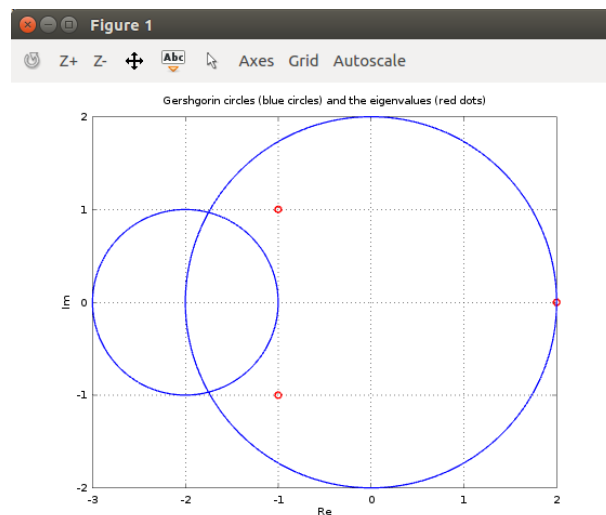 Figure 1
Z+ Z- Abc Axes Grid Autoscale
Gershgorin circles (blue circles) and the eigenvalues (red dots)
2
1
0
-1
-2
Im
-3 -2 -1 0 1 2
Re